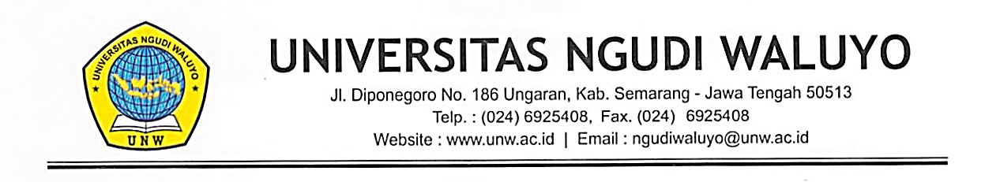 UNIVERSITAS NGUDI WALUYO
UNW
UNIVERSITAS NGUDI WALUYO
Jl. Diponegoro No. 186 Ungaran, Kab. Semarang - Jawa Tengah 50513
Telp. : (024) 6925408, Fax. (024) 6925408
Website : www.unw.ac.id | Email : ngudiwaluyo@unw.ac.id